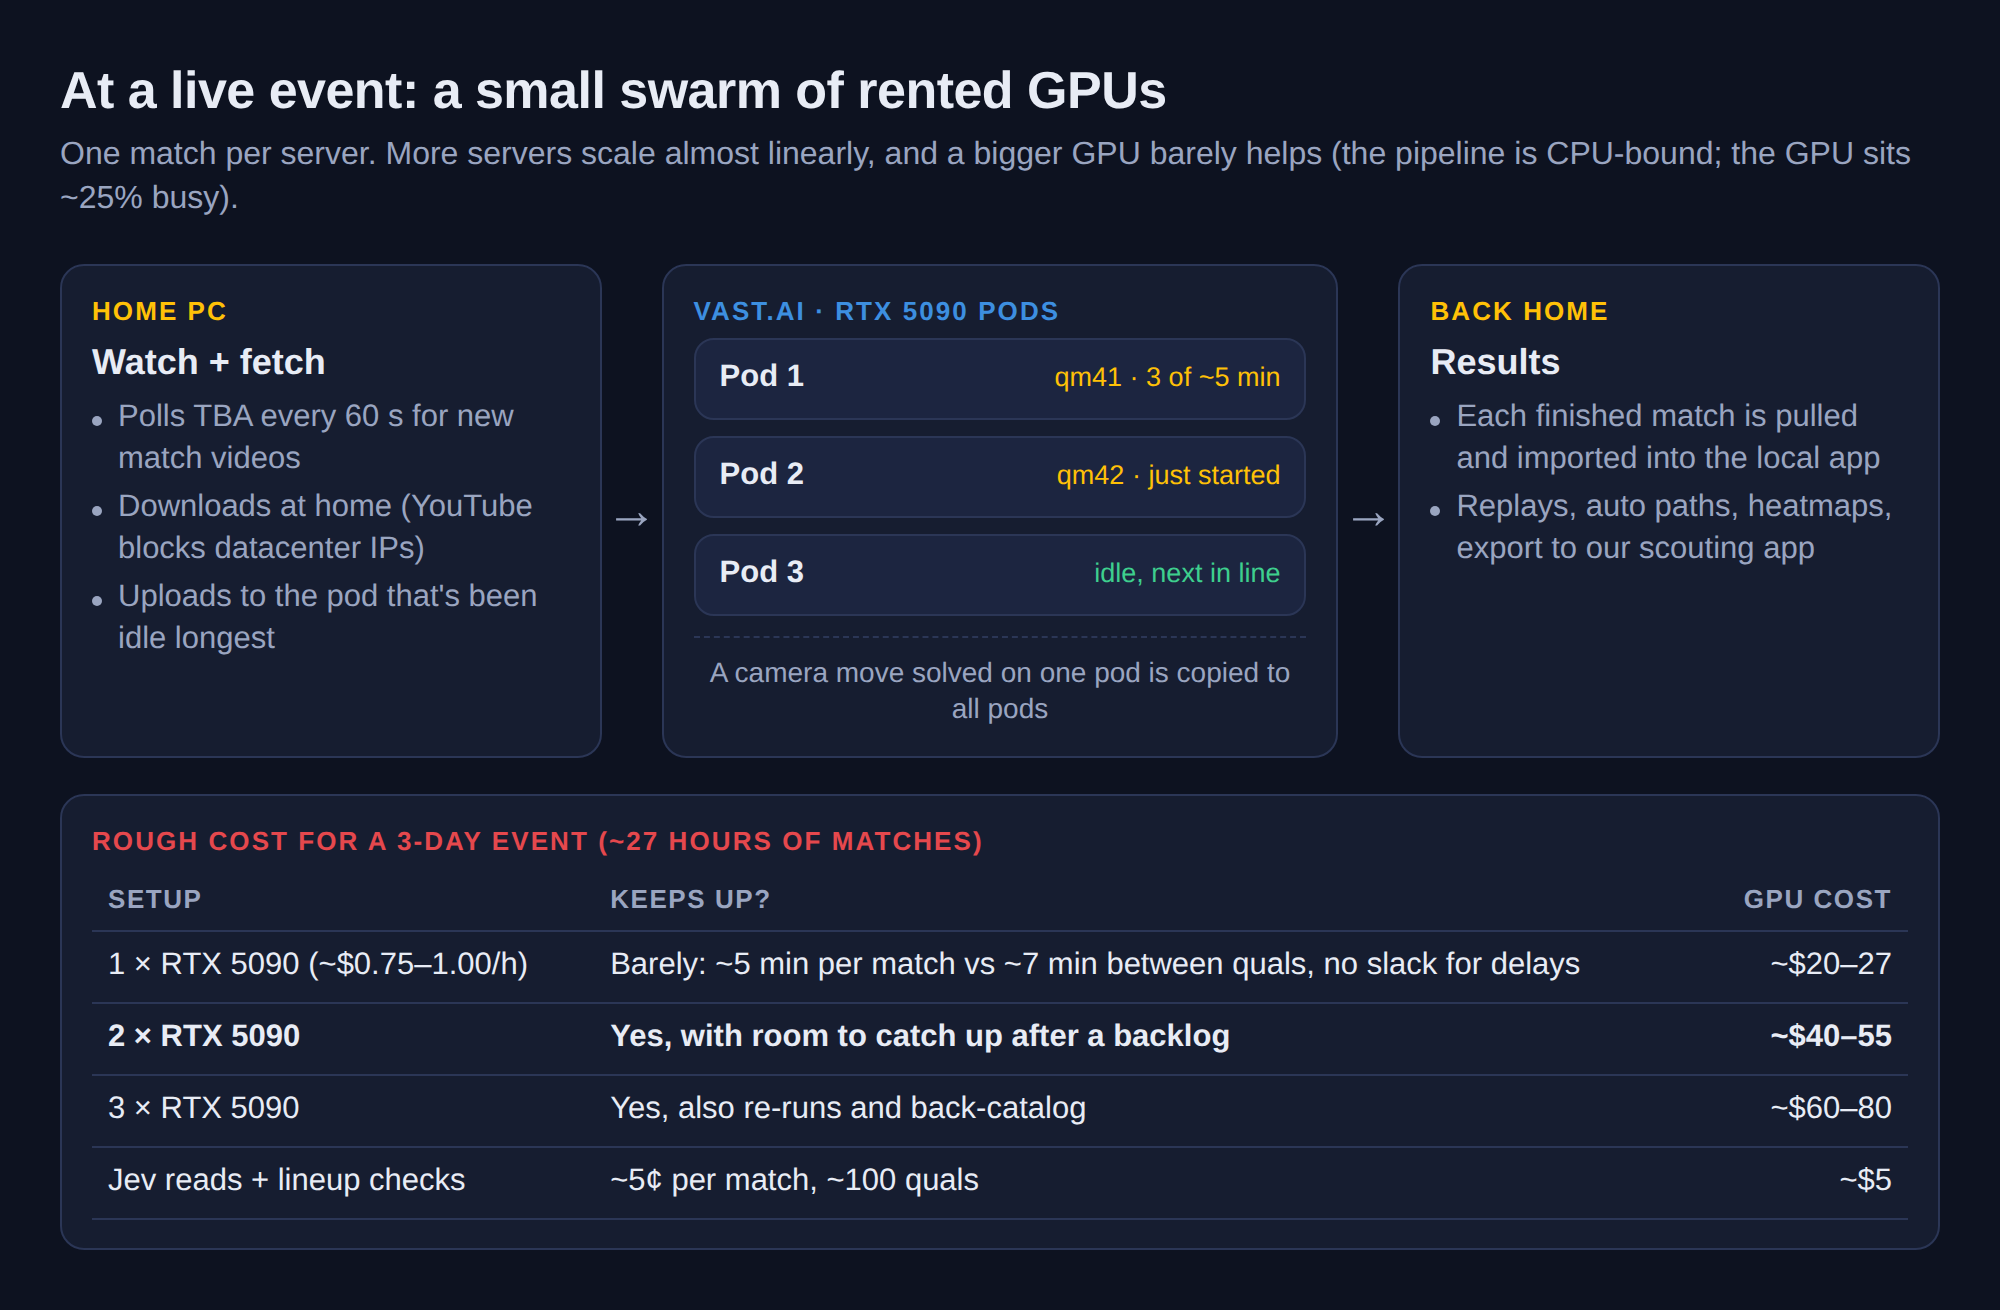 At a live event: a small swarm of rented GPUs
One match per server. More servers scale almost linearly, and a bigger GPU barely helps (the pipeline is CPU-bound; the GPU sits
~25% busy).
HOME PC
Watch + fetch
• Polls TBA every 60 s for new
match videos
• Downloads at home (YouTube
blocks datacenter IPs)
• Uploads to the pod that's been
idle longest
→
VAST.AI · RTX 5090 PODS
Pod 1 qm41 · 3 of ~5 min
Pod 2 qm42 · just started
Pod 3 idle, next in line
A camera move solved on one pod is copied to
all pods
→
BACK HOME
Results
• Each finished match is pulled
and imported into the local app
• Replays, auto paths, heatmaps,
export to our scouting app
ROUGH COST FOR A 3-DAY EVENT (~27 HOURS OF MATCHES)
SETUP KEEPS UP? GPU COST
1 × RTX 5090 (~$0.75–1.00/h) Barely: ~5 min per match vs ~7 min between quals, no slack for delays ~$20–27
2 × RTX 5090 Yes, with room to catch up after a backlog ~$40–55
3 × RTX 5090 Yes, also re-runs and back-catalog ~$60–80
Jev reads + lineup checks ~5¢ per match, ~100 quals ~$5